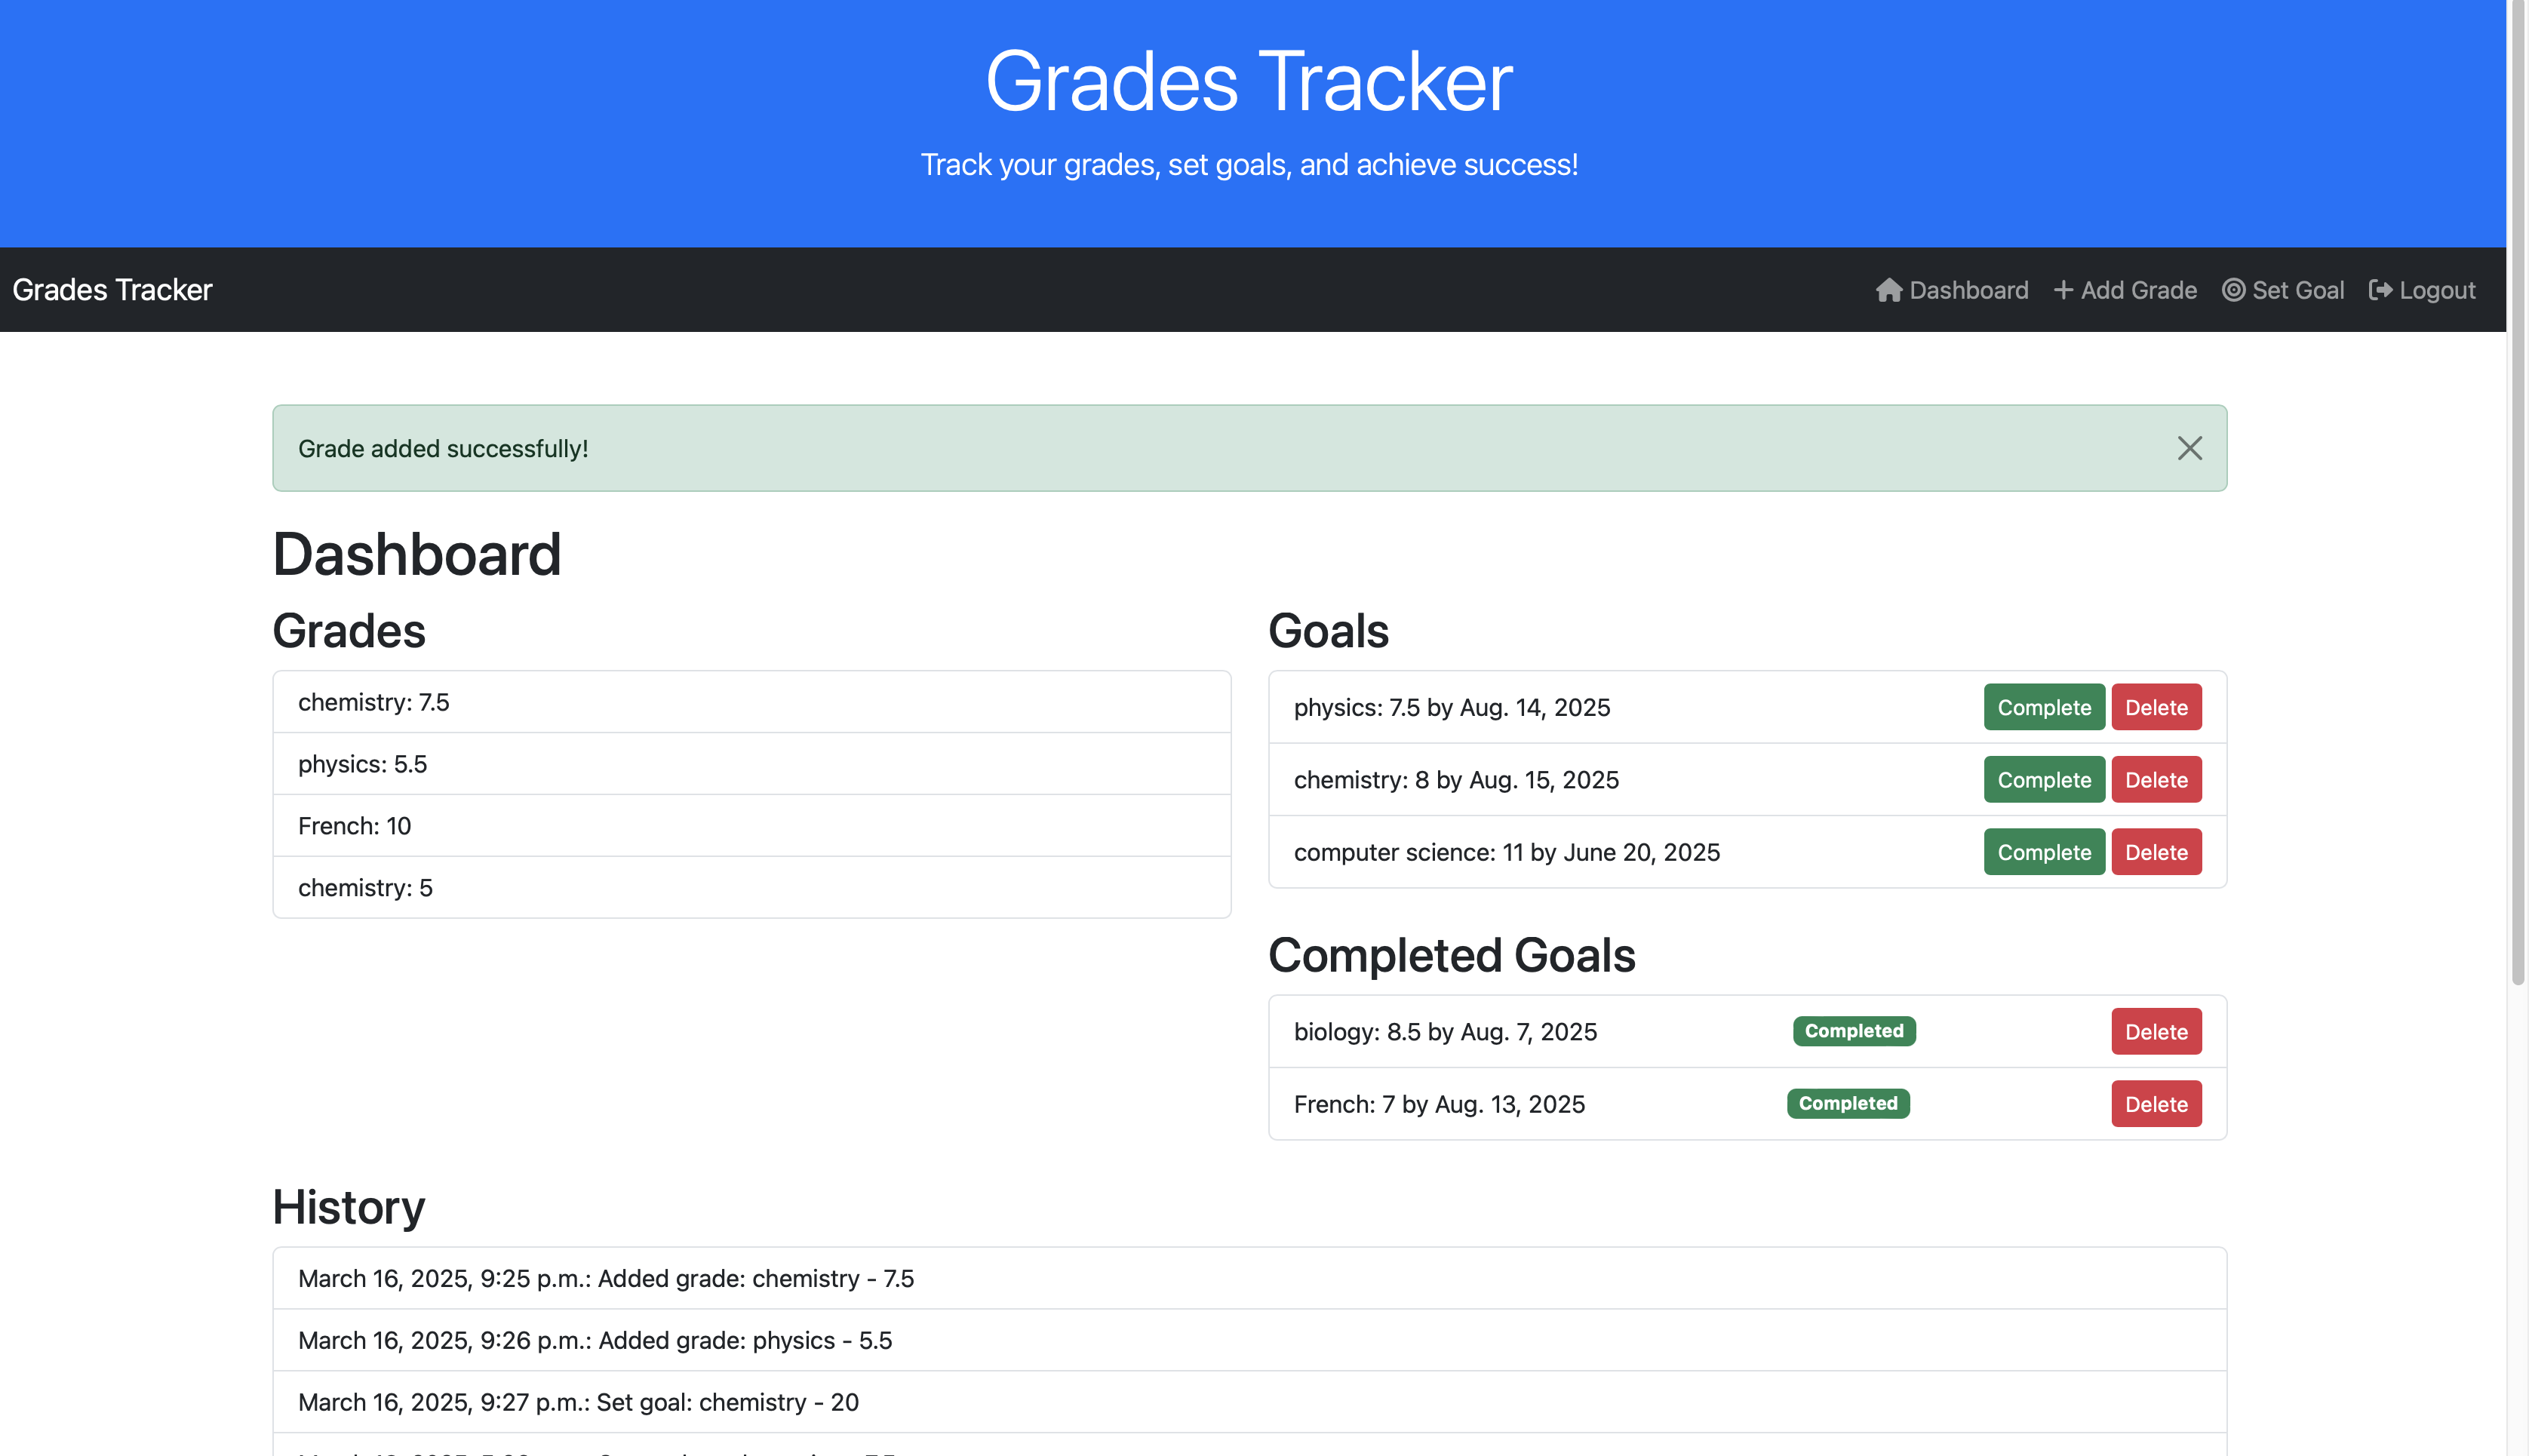 Grades Tracker
Track your grades, set goals, and achieve success!
Grades Tracker
Dashboard
Add Grade
Set Goal
Logout
Grade added successfully!
Dashboard
Grades
chemistry: 7.5
physics: 5.5
French: 10
chemistry: 5
Goals
physics: 7.5 by Aug. 14, 2025 Complete Delete
chemistry: 8 by Aug. 15, 2025 Complete Delete
computer science: 11 by June 20, 2025 Complete Delete
Completed Goals
biology: 8.5 by Aug. 7, 2025 Completed Delete
French: 7 by Aug. 13, 2025 Completed Delete
History
March 16, 2025, 9:25 p.m.: Added grade: chemistry - 7.5
March 16, 2025, 9:26 p.m.: Added grade: physics - 5.5
March 16, 2025, 9:27 p.m.: Set goal: chemistry - 20